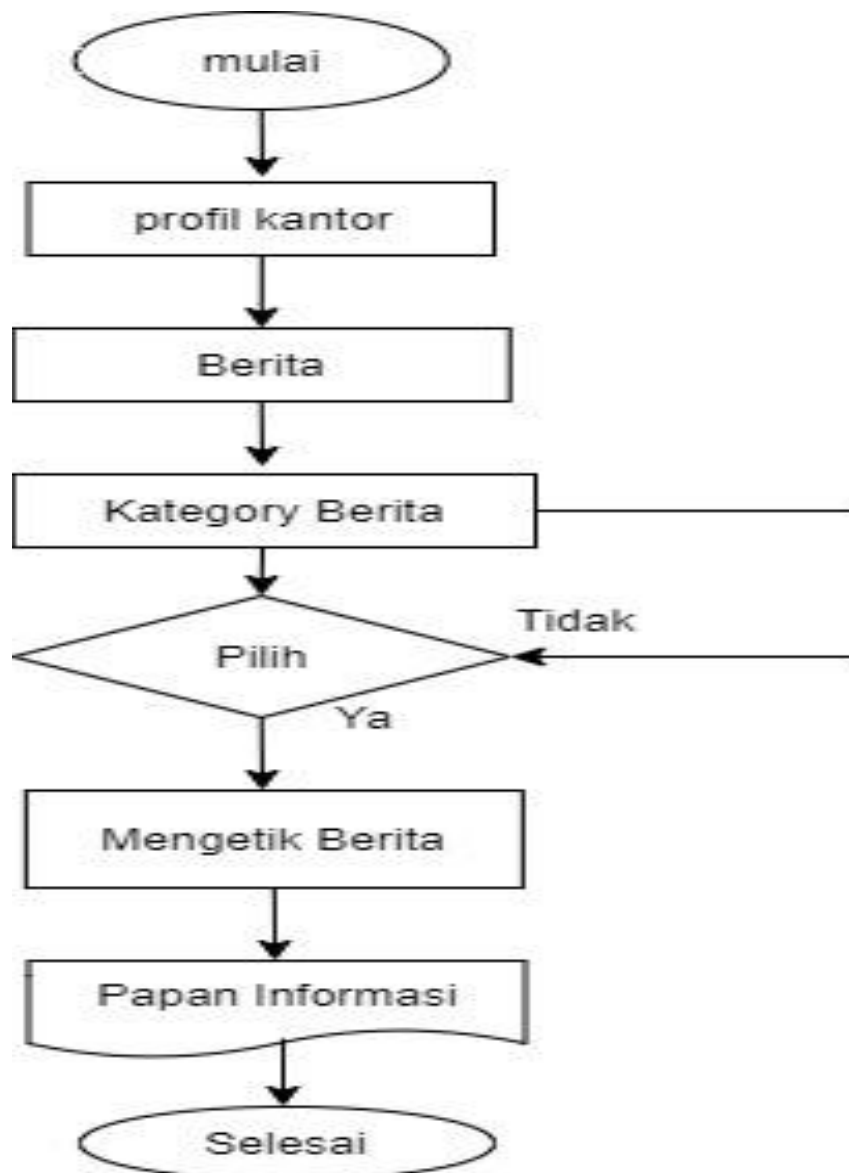 mulai
profil kantor
Berita
Kategory Berita
Tidak
Pilih
Ya
Mengetik Berita
Papan Informasi
Selesai